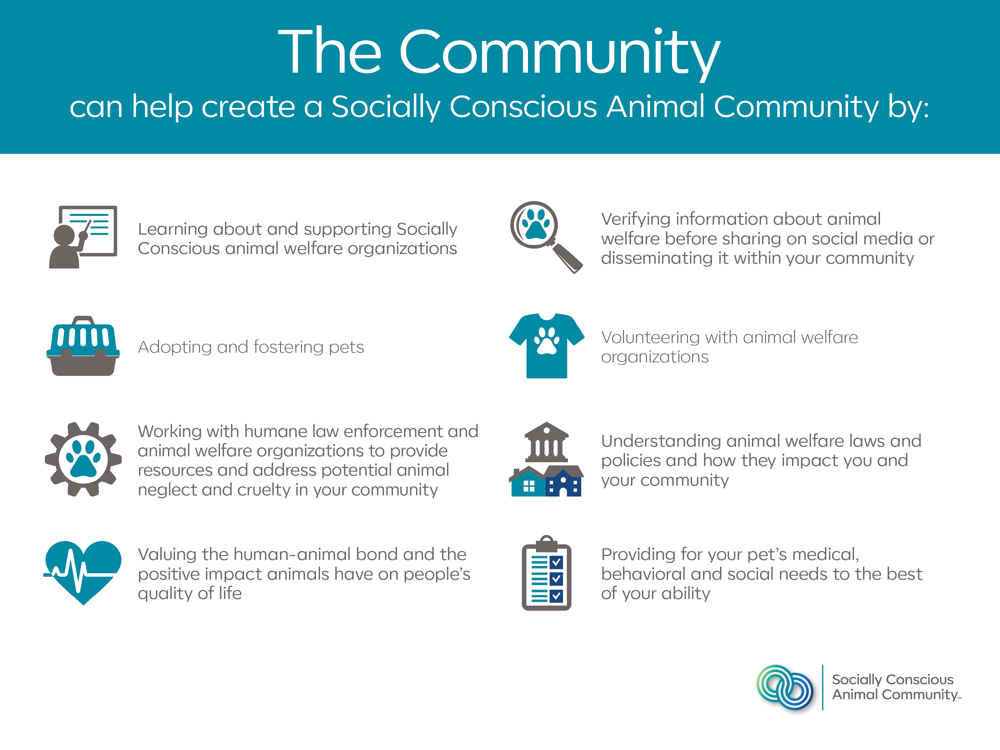 The Community
can help create a Socially Conscious Animal Community by:
Learning about and supporting Socially
Conscious animal welfare organizations
Adopting and fostering pets
Working with humane law enforcement and
animal welfare organizations to provide
resources and address potential animal
neglect and cruelty in your community
Valuing the human-animal bond and the
positive impact animals have on people’s
quality of life
Verifying information about animal
welfare before sharing on social media or
disseminating it within your community
Volunteering with animal welfare
organizations
Understanding animal welfare laws and
policies and how they impact you and
your community
Providing for your pet’s medical,
behavioral and social needs to the best
of your ability
Socially Conscious
Animal Community™